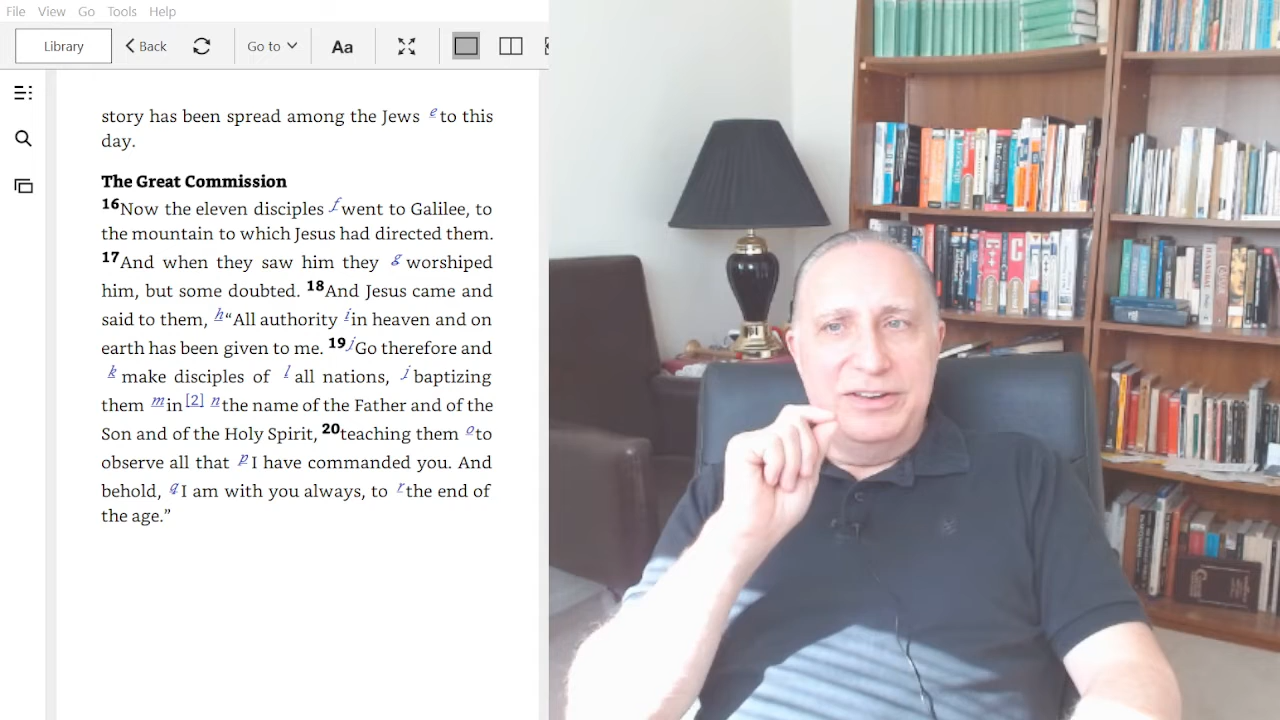 File View Go Tools Help
Library Back Go to Aa
story has been spread among the Jews e to this
day.
The Great Commission
16Now the eleven disciples f went to Galilee, to
the mountain to which Jesus had directed them.
17And when they saw him they g worshiped
him, but some doubted. 18And Jesus came and
said to them, h“All authority i in heaven and on
earth has been given to me. 19 j Go therefore and
k make disciples of l all nations, j baptizing
them m in[2] n the name of the Father and of the
Son and of the Holy Spirit, 20teaching them o to
observe all that p I have commanded you. And
behold, q I am with you always, to r the end of
the age.”
C++
C
HANNIBAL